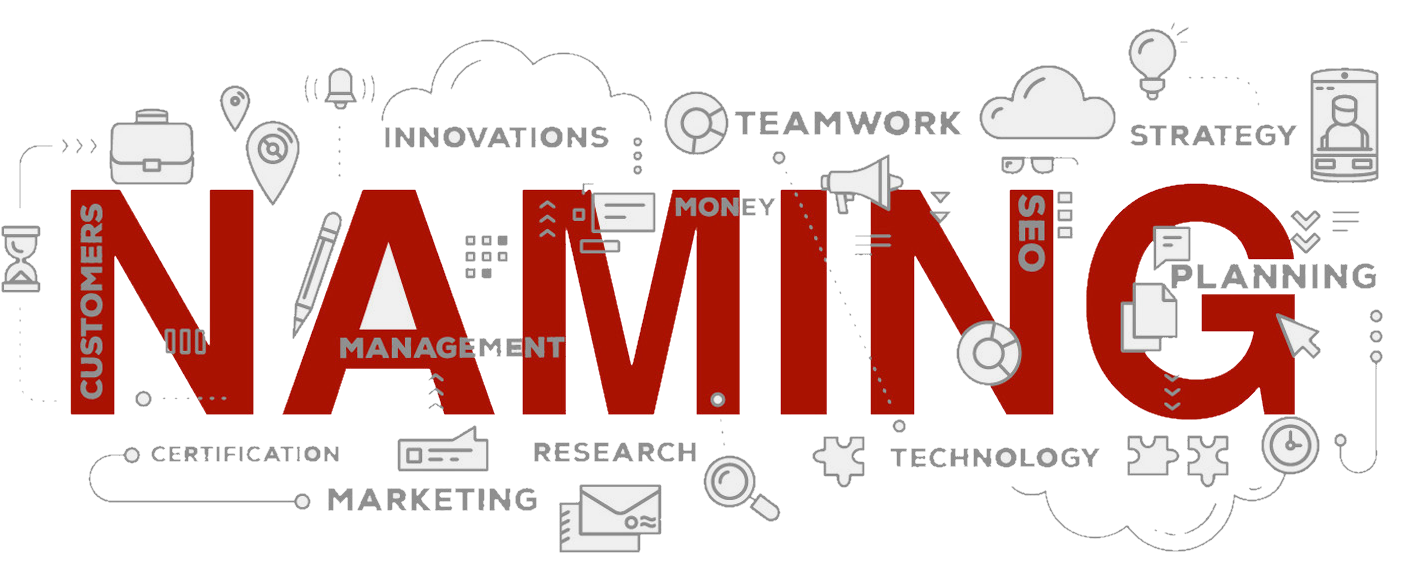 INNOVATIONS
TEAMWORK
STRATEGY
CUSTOMERS
MONEY
SEO
NAMING
PLANNING
MANAGEMENT
CERTIFICATION
RESEARCH
TECHNOLOGY
MARKETING